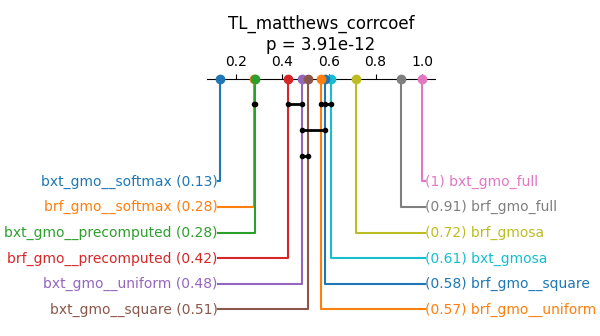 TL_matthews_corrcoef
p = 3.91e-12
0.2 0.4 0.6 0.8 1.0
bxt_gmo__softmax (0.13) (1) bxt_gmo_full
brf_gmo__softmax (0.28) (0.91) brf_gmo_full
bxt_gmo__precomputed (0.28) (0.72) brf_gmosa
brf_gmo__precomputed (0.42) (0.61) bxt_gmosa
bxt_gmo__uniform (0.48) (0.58) brf_gmo__square
bxt_gmo__square (0.51) (0.57) brf_gmo__uniform